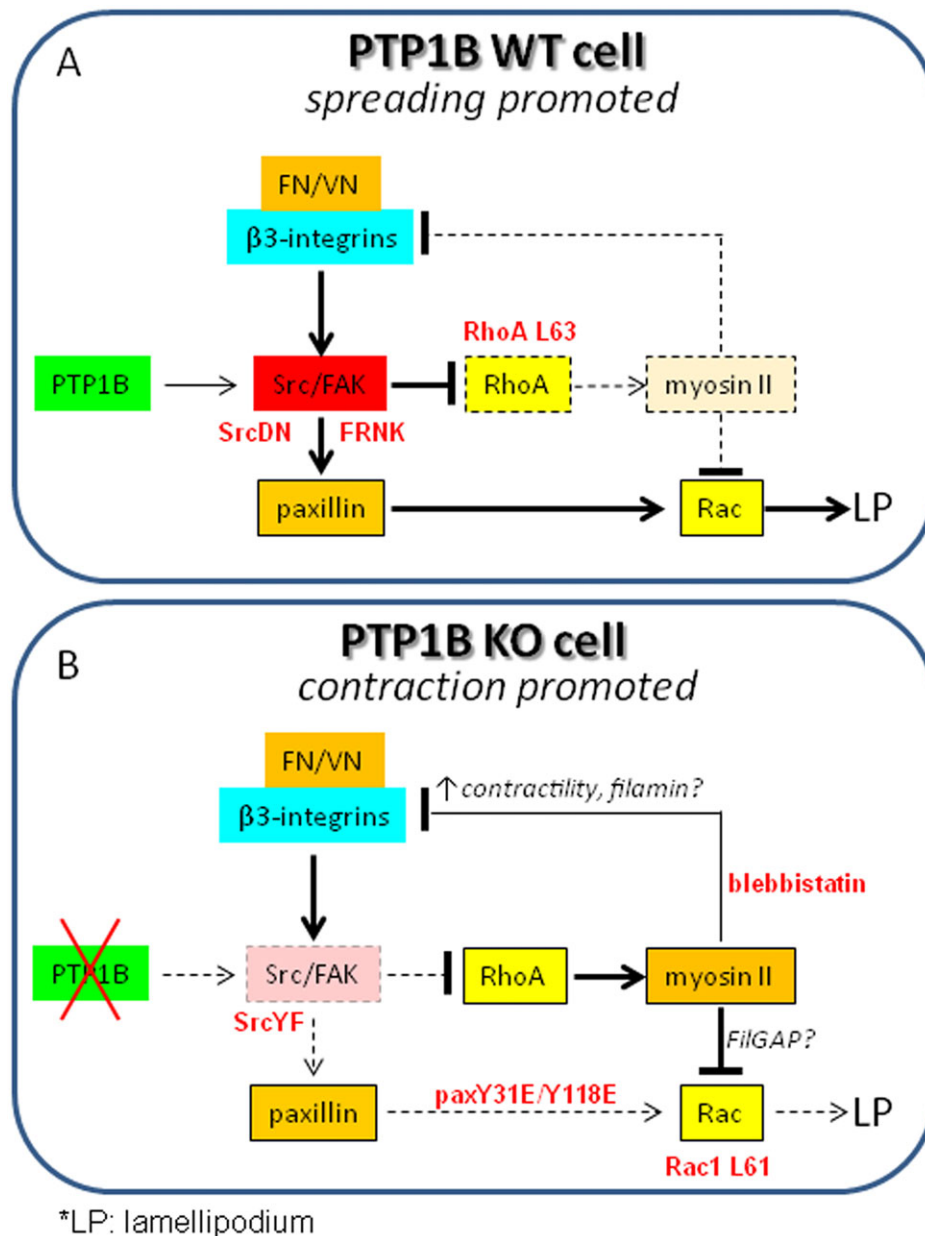 A
PTP1B WT cell
spreading promoted
FN/VN
β3-integrins
RhoA L63
PTP1B
Src/FAK
RhoA
myosin II
SrcDN
FRNK
paxillin
Rac
LP
B
PTP1B KO cell
contraction promoted
FN/VN
↑ contractility, filamin?
β3-integrins
blebbistatin
PTP1B
Src/FAK
RhoA
myosin II
SrcYF
FilGAP?
paxillin
paxY31E/Y118E
Rac
LP
Rac1 L61
*LP: lamellipodium